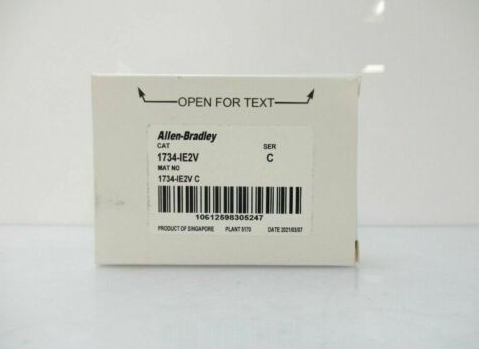 OPEN FOR TEXT
Allen-Bradley
CAT SER
1734-IE2V C
MAT NO
1734-IE2V C
10612598305247
PRODUCT OF SINGAPORE PLANT 9170 DATE 2021/03/07